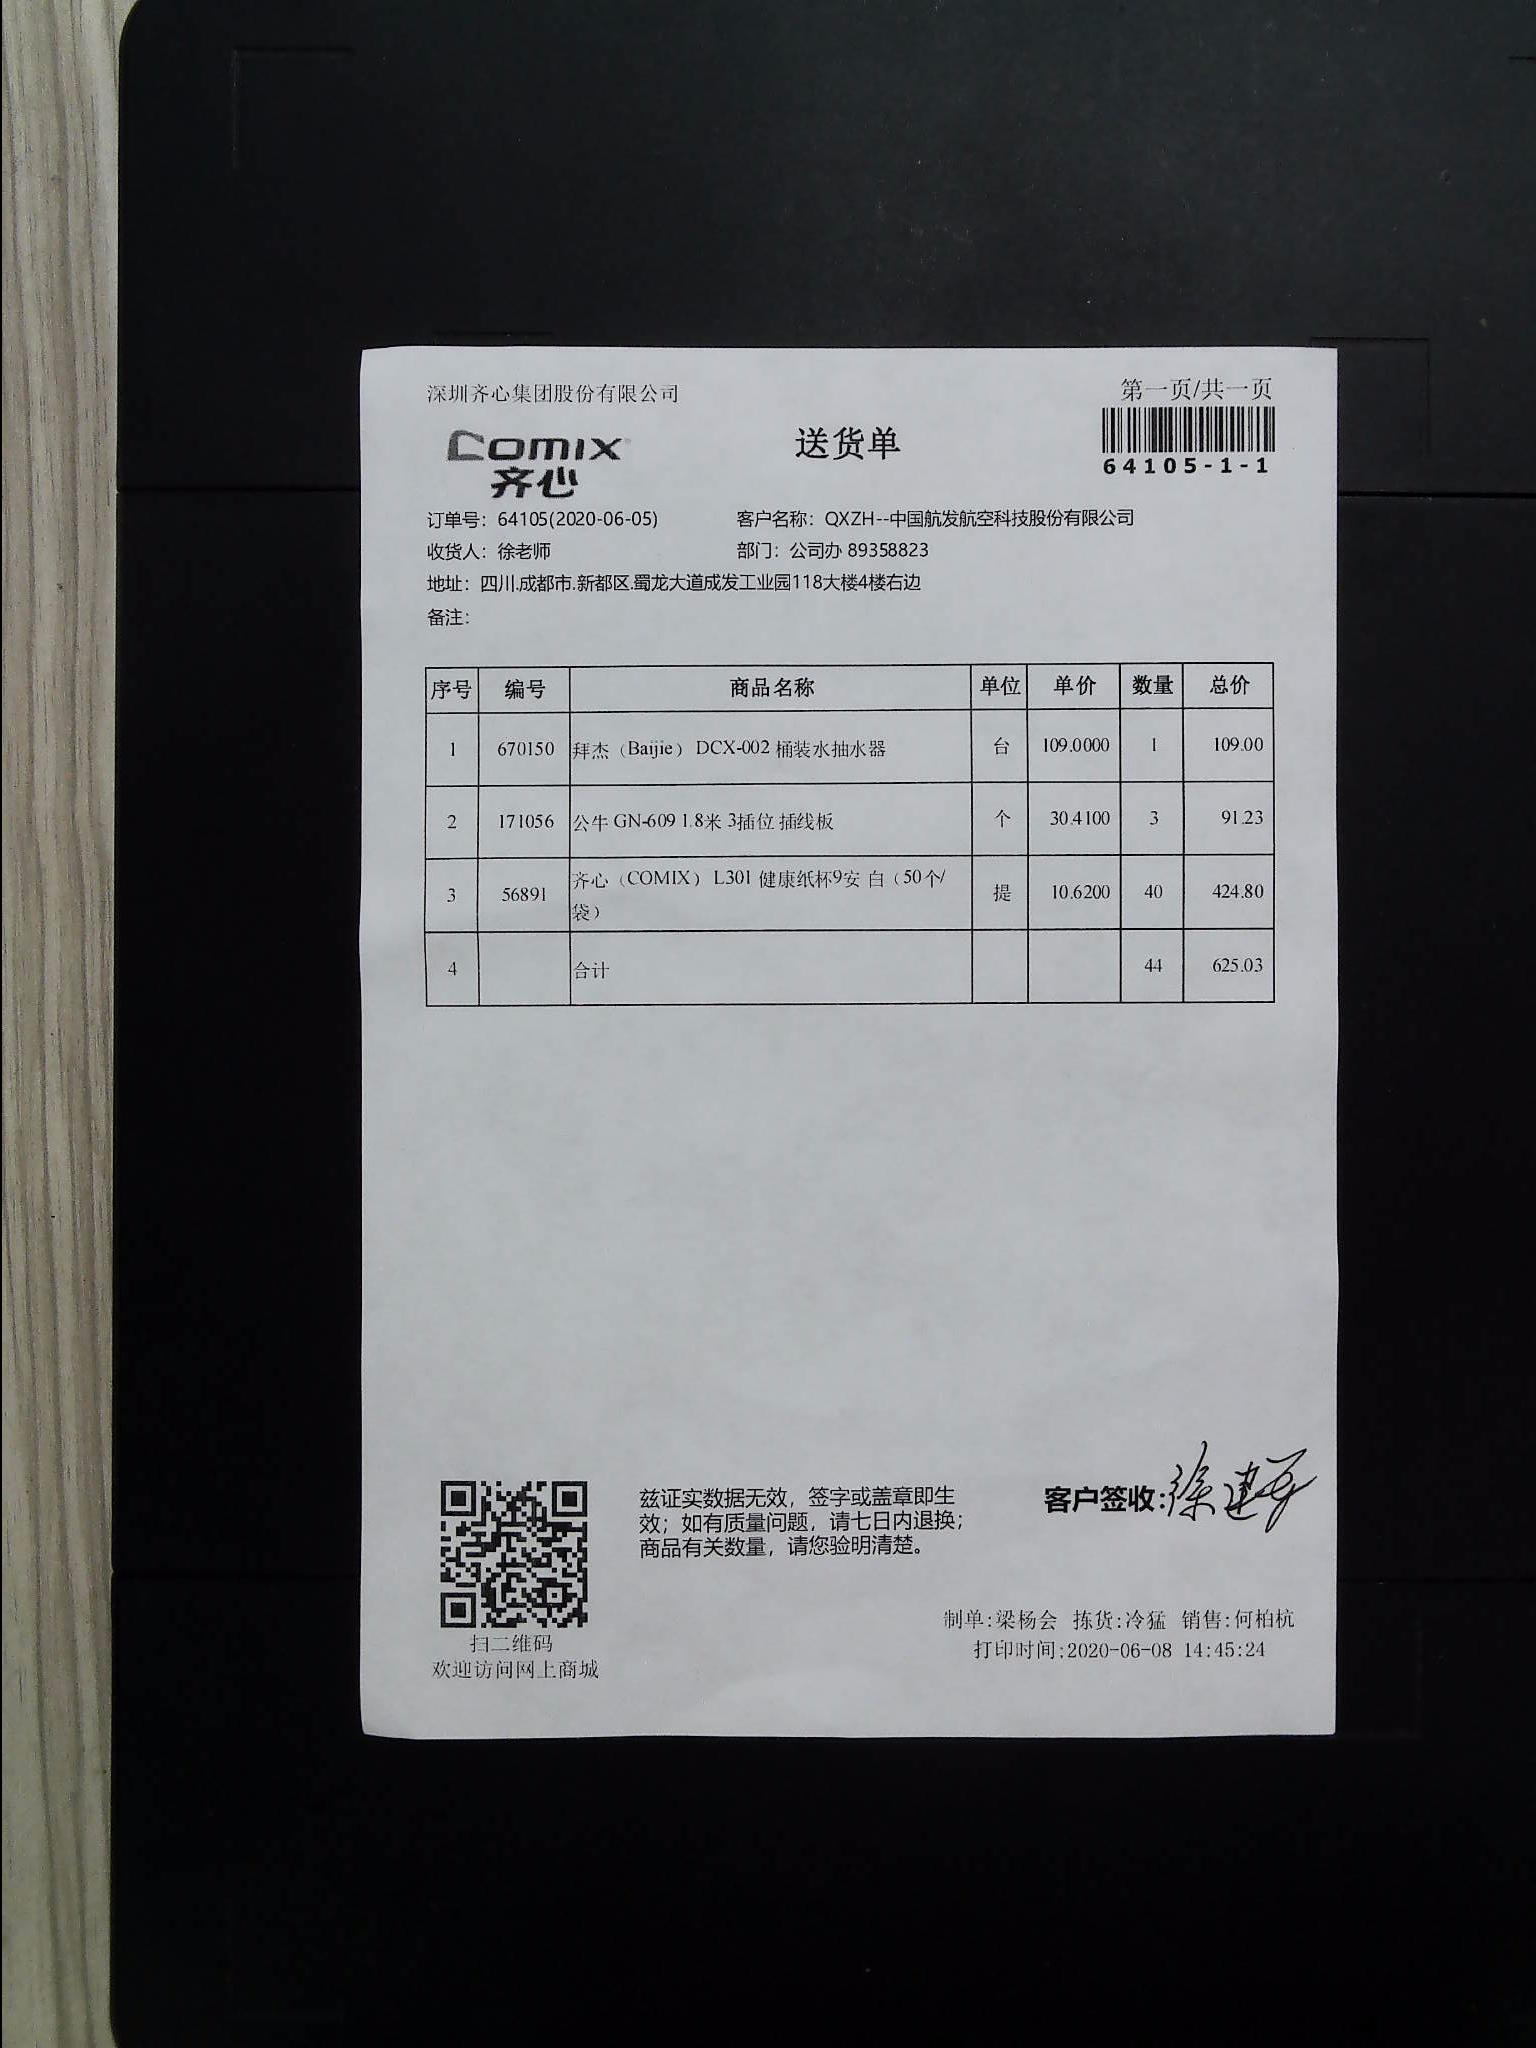 深圳齐心集团股份有限公司
第一页/共一页
comix
齐心
送货单
64105-1-1
订单号：64105(2020-06-05)
客户名称：QXZH--中国航发航空科技股份有限公司
收货人：徐老师
部门：公司办 89358823
地址：四川.成都市.新都区.蜀龙大道成发工业园118大楼4楼右边
备注：
序号 编号 商品名称 单位 单价 数量 总价
1 670150 拜杰（Baijie） DCX-002 桶装水抽水器 台 109.0000 1 109.00
2 171056 公牛 GN-609 1.8米 3插位 插线板 个 30.4100 3 91.23
3 56891 齐心（COMIX） L301 健康纸杯9安 白（50个/
袋） 提 10.6200 40 424.80
4 合计 44 625.03
兹证实数据无效，签字或盖章即生
效；如有质量问题，请七日内退换；
商品有关数量，请您验明清楚。
客户签收：徐建
扫二维码
欢迎访问网上商城
制单:梁杨会 拣货:冷猛 销售:何柏杭
打印时间:2020-06-08 14:45:24